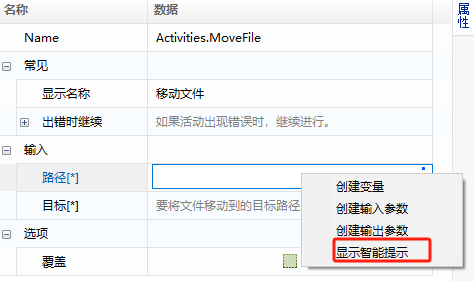 名称 数据
Name Activities.MoveFile
常见
显示名称 移动文件
出错时继续 如果活动出现错误时，继续进行。
输入
路径[*]
目标[*] 要将文件移动到的目标路径
选项
覆盖
创建变量
创建输入参数
创建输出参数
显示智能提示
属性